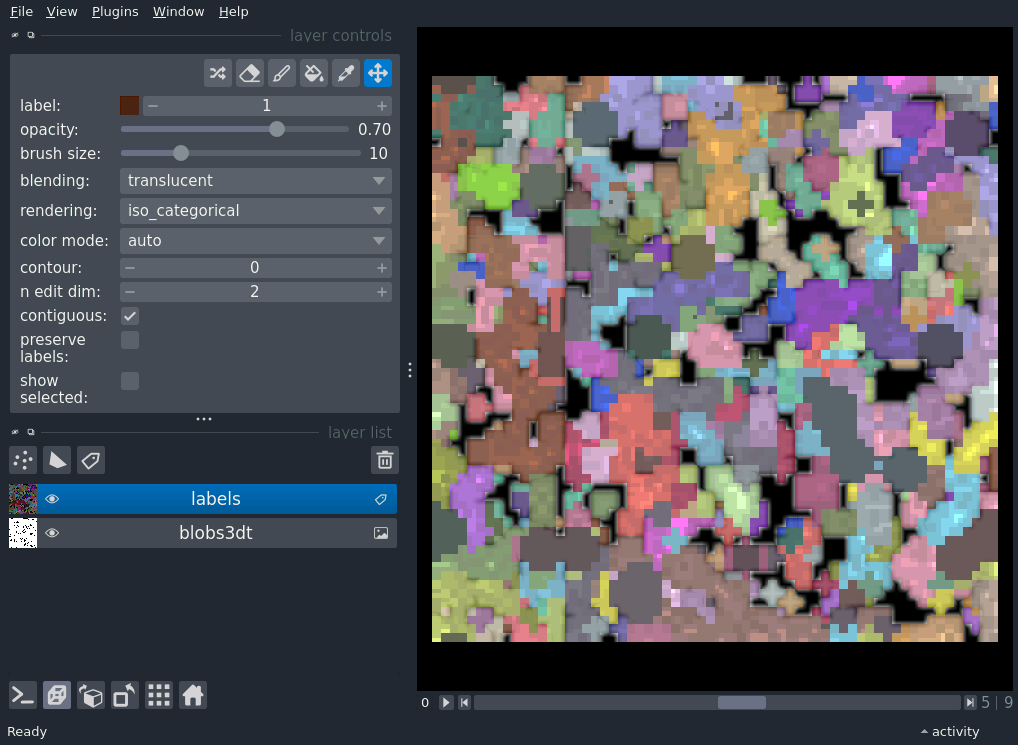 File View Plugins Window Help
layer controls
label: 1
opacity: 0.70
brush size: 10
blending: translucent
rendering: iso_categorical
color mode: auto
contour: 0
n edit dim: 2
contiguous:
preserve
labels:
show
selected:
layer list
labels
blobs3dt
0 5 | 9
Ready activity